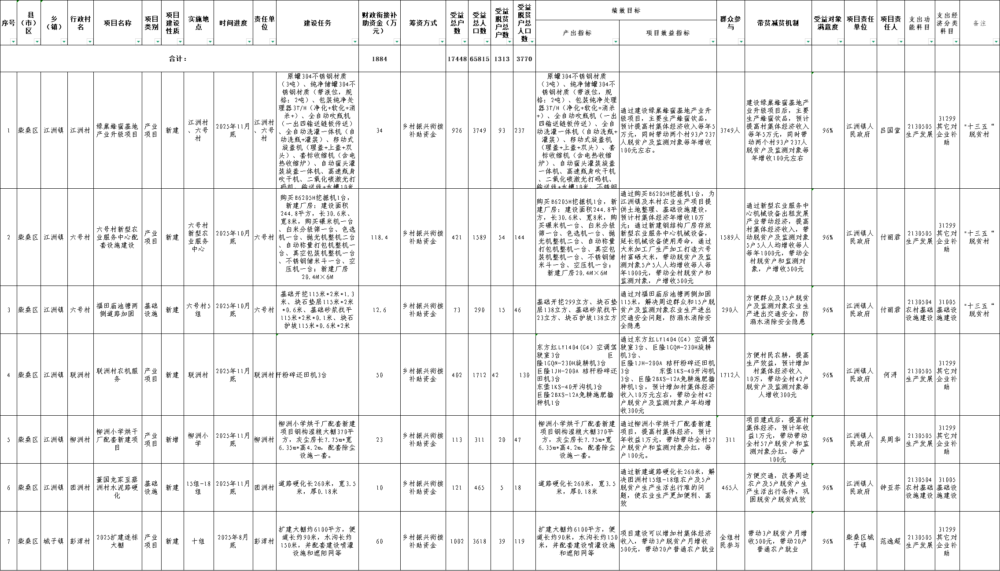 序号
县
（市）
区
乡
（镇）
行政村
名
项目名称
项目
类别
项目
建设
性质
实施地
点
时间进度
责任单
位
建设任务
财政衔接补
助资金（万
元）
筹资方式
受益
总户
数
受益
总人
口数
受益
脱贫
户总
户数
受益
脱贫
户总
人口
数
绩效目标
产出指标
项目效益指标
群众参
与
带贫减贫机制
受益对象
满意度
项目责任
单位
项目责
任人
支出功
能科目
支出经
济分类
科目
备注
合计：
1884
17448
65815
1313
3770
1
柴桑区
江洲镇
江洲村
绿巢蜂蜜基地
产业升级项目
产业
项目
新建
江洲村
、六号
村
2025年11月
底
江洲村
、六号
村
原罐304不锈钢材质
（3吨）、纯净储罐304不
锈钢材质（带液位，规
格：2吨）、包装纯净处
理器3T/H（净化+软化+消
杀+）、全自动吹瓶机
（一出四输送链板传送）
、全自动洗灌一体机（自
动洗瓶+灌装）、移动式
旋盖机（理盖+上盖+双
头）、套标收缩机（含电
热收缩炉）、自动蜜头灌
装旋盖一体机、高速瓶身
吹干机、二氧化碳激光打
码机、输送线+水槽10米
34
乡村振兴衔接
补助资金
926
3749
93
237
原罐304不锈钢材质
（3吨）、纯净储罐304不
锈钢材质（带液位，规
格：2吨）、包装纯净处
理器3T/H（净化+软化+消杀
+）、全自动吹瓶机（一出
四输送链板传送）、全自
动洗灌一体机（自动洗瓶+
灌装）、移动式旋盖机
（理盖+上盖+双头）、套
标收缩机（含电热收缩
炉）、自动蜜头灌装旋盖
一体机、高速瓶身吹干机
、二氧化碳激光打码机、
输送线+水槽10米、不锈钢
通过建设绿巢蜂蜜基地产业升
级项目，主要生产蜂蜜饮品，
预计提高村集体经济收入每年5
万元，同时带动两个村93户237
人脱贫户及监测对象每年增收
100元左右。
3749人
建设绿巢蜂蜜基地产
业升级项目后，主要
生产蜂蜜饮品，预计
提高村集体经济收入
每年5万元，同时带
动两个村93户237人
脱贫户及监测对象每
年增收100元左右
96%
江洲镇人
民政府
吕国堂
2130505
生产发展
31299
其它对
企业补
助
"十三五“
脱贫村
2
柴桑区
江洲镇
六号村
六号村新型农
业服务中心配
套设施建设
产业
项目
新建
六号村
新型农
业服务
中心
2025年10月
底
六号村
购买B6205H挖掘机1台，
新建厂房：建设面积
244.8平方，长30.6米、
宽8米，购买碾米机一台
、白米分级筛一台、色选
机一台、抛光机整机二台
、自动称量打包机整机一
台、真空包装机整机一台
、不锈钢储米斗一台、空
压机一台；新建厂房
20.4M×6M
118.4
乡村振兴衔接
补助资金
421
1589
54
144
购买B6205H挖掘机1台，新
建厂房：建设面积244.8平
方，长30.6米、宽8米，购
买碾米机一台、白米分级
筛一台、色选机一台、抛
光机整机二台、自动称量
打包机整机一台、真空包
装机整机一台、不锈钢储
米斗一台、空压机一台；
新建厂房20.4M×6M
通过购买B6205H挖掘机1台，为
江洲镇及本村农业生产项目提
供土地整理、基础设施建设，
预计村集体经济年增收10万
元；通过新建钢结构厂房存放
新型农业服务中心机械设备，
延长机械设备使用寿命，通过
大米加工厂生产加工打造六号
村富硒大米，带动脱贫户及监
测对象5户5人人均增收每人每
年1000元，带动全村脱贫户和
监测对象，户增收500元
1589人
通过新型农业服务中
心机械设备出租发展
产业带动经济，提高
村集体经济收入，带
动脱贫户及监测对象
5户5人人均增收每人
每年1000元，带动全
村脱贫户和监测对
象，户增收500元
96%
江洲镇人
民政府
付丽君
2130505
生产发展
31299
其它对
企业补
助
"十三五“
脱贫村
3
柴桑区
江洲镇
六号村
福田庙池塘两
侧道路加固
基础
设施
新建
六号村5
组
2025年10月
底
六号村
基础开挖115米*2米*1.3
米、块石垫层115米*2米
*0.6米、基础砂浆找平
115米*2米*0.1米、块石
护坡115米*0.6米*2米
12.6
乡村振兴衔接
补助资金
73
290
15
46
基础开挖299立方、块石垫
层138立方、基础砂浆找平
23立方、块石护坡138立方
通过对福田庙后池塘两侧加固
115米，解决周边群众和15户脱
贫户及监测对象农业生产进出
交通安全问题，防溺水消除安
全隐患
290人
方便群众及15户脱贫
户及监测对象农业生
产进出交通安全，防
溺水消除安全隐患
96%
江洲镇人
民政府
付丽君
2130504
农村基础
设施建设
31005
基础设
施建设
"十三五“
脱贫村
4
柴桑区
江洲镇
联洲村
联洲村农机服
务
产业
项目
新建
联洲村
2025年11月
底
联洲村
秆粉碎还田机3台
50
乡村振兴衔接
补助资金
402
1712
42
130
东方红LY1404(G4）空调驾
驶室3台 巨
隆1GQN-230H旋耕机3台
巨隆1JH-200A 秸秆粉碎还
田机3台
东堡1KS-40开沟机3台
巨隆2BXS-12A免耕施肥播
种机1台
通过东方红LY1404(G4）空调驾
驶室3台、巨隆1GQN-230H旋耕
机3台、
巨隆1JH-200A 秸秆粉碎还田机
3台 东堡1KS-40开沟机
3台、巨隆2BXS-12A免耕施肥播
种机1台，预计增加村集体经济
收入10万元左右，带动全村42
户脱贫户及监测对象户年均增
收300元
1712人
方便村民农耕，提高
生产效益，预计增加
村集体经济收入
10万，带动全村42户
脱贫户及监测对象每
人增收300元
96%
江洲镇人
民政府
何浔
2130505
生产发展
31299
其它对
企业补
助
5
柴桑区
江洲镇
柳洲村
柳洲小学烘干
厂配套新建项
目
产业
项目
新增
柳洲小
学
2025年11月
底
柳洲村
柳洲小学烘干厂配套新建
项目钢构湿粮大棚370平
方，灰尘房长7.75m*宽
6.35m*高4.2m，配套除尘
设施一套。
23
乡村振兴衔接
补助资金
113
311
20
47
柳洲小学烘干厂配套新建
项目钢构湿粮大棚370平
方，灰尘房长7.75m*宽
6.35m*高4.2m，配套除尘
设施一套。
通过柳洲小学烘干厂配套新建
项目，提高村集体经济，预计
年收益1万元，带动带动全村57
户脱贫户和监测对象分红，每
户100元。
311
项目建成后，提高村
集体经济，预计年收
益1万元，带动带动
全村57户脱贫户和监
测对象分红，每户
100元
96%
江洲镇人
民政府
吴周华
2130505
生产发展
31299
其它对
企业补
助
6
柴桑区
江洲镇
团洲村
董国龙家至蔡
洲村水泥路硬
化
基础
设施
新建
15组-18
组
2025年11月
底
团洲村
道路硬化长260米，宽3.5
米，厚0.18米
10
乡村振兴衔接
补助资金
121
465
5
18
道路硬化长260米，宽3.5
米，厚0.18米
通过新建道路硬化长260米，解
决团洲村15组-18组农户及5户
脱贫户生产生活出行难的问
题，使农业生产更加便利、高
效
465人
方便交通，改善周边
农户及5户脱贫户生
产生活出行条件，巩
固脱贫户脱贫成效
96%
江洲镇人
民政府
钟亚芬
2130504
农村基础
设施建设
31005
基础设
施建设
7
柴桑区
城子镇
彭湾村
2025扩建连栋
大棚
产业
项目
新建
十组
2025年8月
底
彭湾村
扩建大棚约6100平方，便
道长约90米，水沟长约
150米，并配套建设喷灌
设施和遮阳网等
60
乡村振兴衔接
补助资金
1002
3618
39
119
扩建大棚约6100平方，便
道长约90米，水沟长约150
米，并配套建设喷灌设施
和遮阳网等
项目建设可以增加村集体经济
收入，带动3户脱贫户月增收
500元，带动20户普通农户就业
全组村
民参与
带动3户脱贫户月增
收500元，带动20户
普通农户就业
96%
柴桑区城
子镇
范逸超
2130505
生产发展
31299
其它对
企业补
助